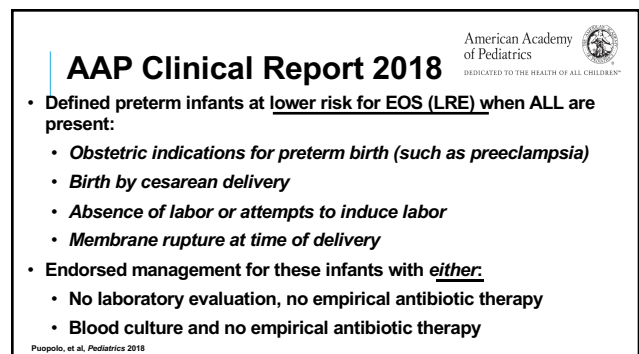 American Academy
of Pediatrics
DEDICATED TO THE HEALTH OF ALL CHILDREN™
AAP Clinical Report 2018
• Defined preterm infants at lower risk for EOS (LRE) when ALL are
present:
• Obstetric indications for preterm birth (such as preeclampsia)
• Birth by cesarean delivery
• Absence of labor or attempts to induce labor
• Membrane rupture at time of delivery
• Endorsed management for these infants with either:
• No laboratory evaluation, no empirical antibiotic therapy
• Blood culture and no empirical antibiotic therapy
Puopolo, et al, Pediatrics 2018